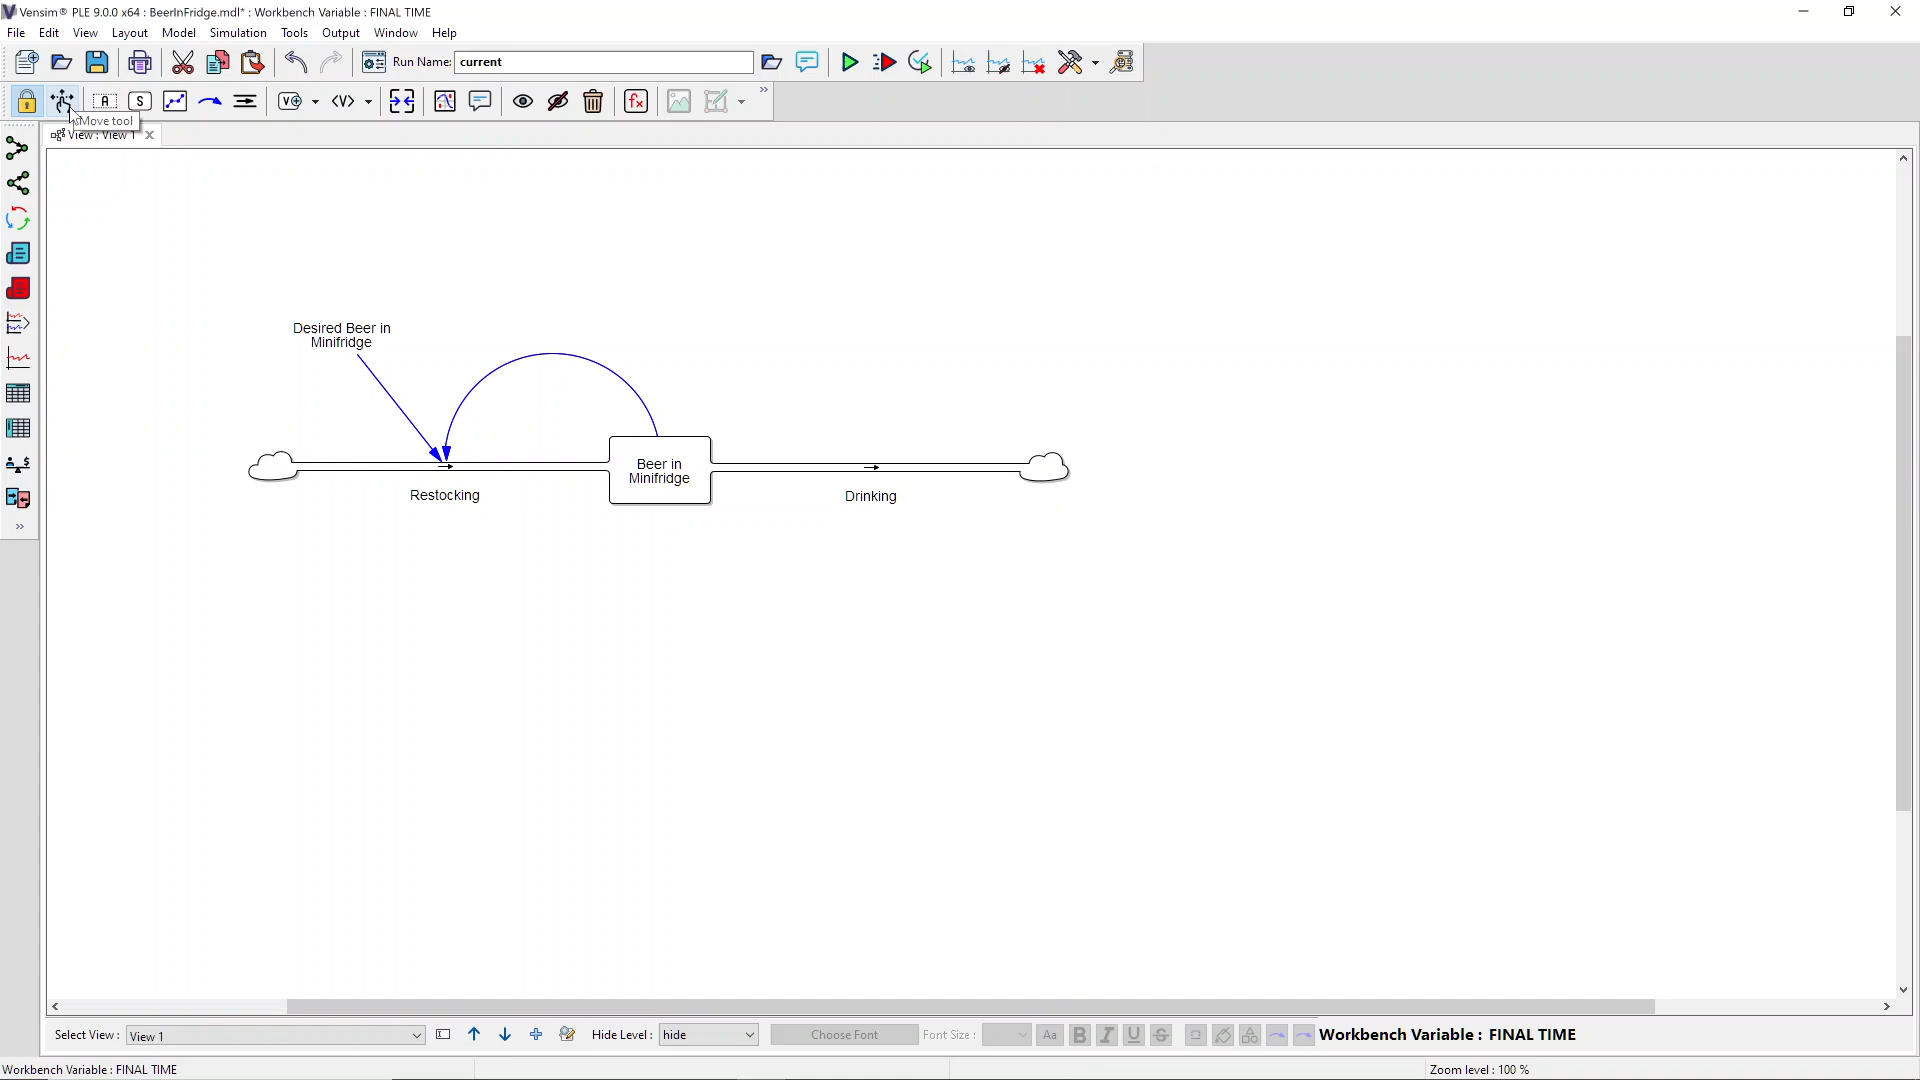 Vensim® PLE 9.0.0 x64 : BeerInFridge.mdl* : Workbench Variable : FINAL TIME
File Edit View Layout Model Simulation Tools Output Window Help
Run Name: current
A S V <V> fx »
Move tool
View : View 1
Desired Beer in
Minifridge
Beer in
Minifridge
Restocking
Drinking
»
Select View : View 1 Hide Level : hide Choose Font Font Size : Aa B I U S Workbench Variable : FINAL TIME
Workbench Variable : FINAL TIME Zoom level : 100 %